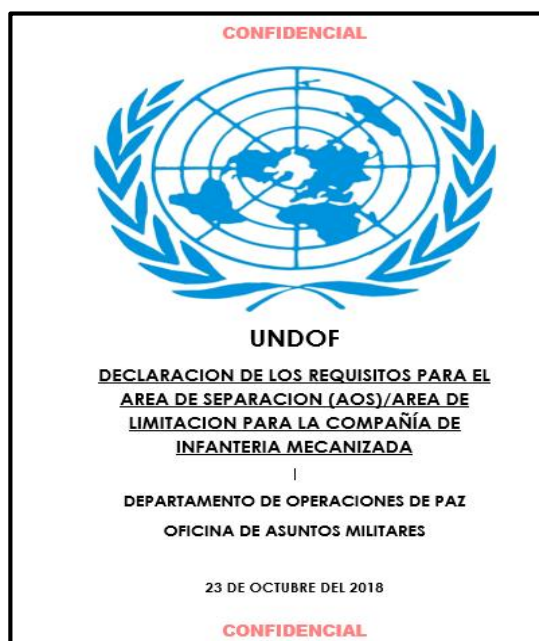 CONFIDENCIAL
UNDOF
DECLARACION DE LOS REQUISITOS PARA EL
AREA DE SEPARACION (AOS)/AREA DE
LIMITACION PARA LA COMPAÑÍA DE
INFANTERIA MECANIZADA
DEPARTAMENTO DE OPERACIONES DE PAZ
OFICINA DE ASUNTOS MILITARES
23 DE OCTUBRE DEL 2018
CONFIDENCIAL